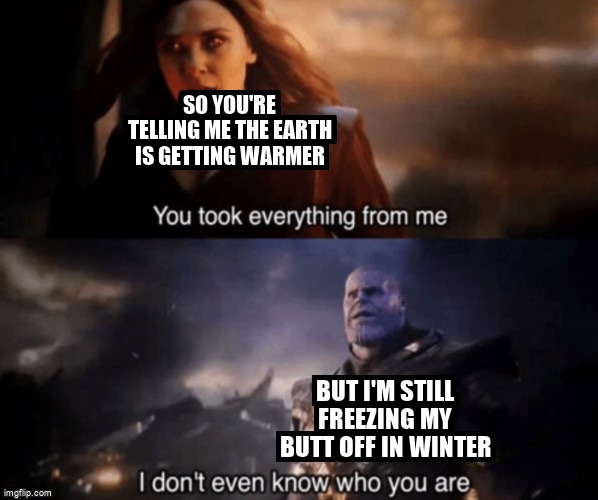 SO YOU'RE
TELLING ME THE EARTH
IS GETTING WARMER
You took everything from me
BUT I'M STILL
FREEZING MY
BUTT OFF IN WINTER
I don't even know who you are
imgflip.com